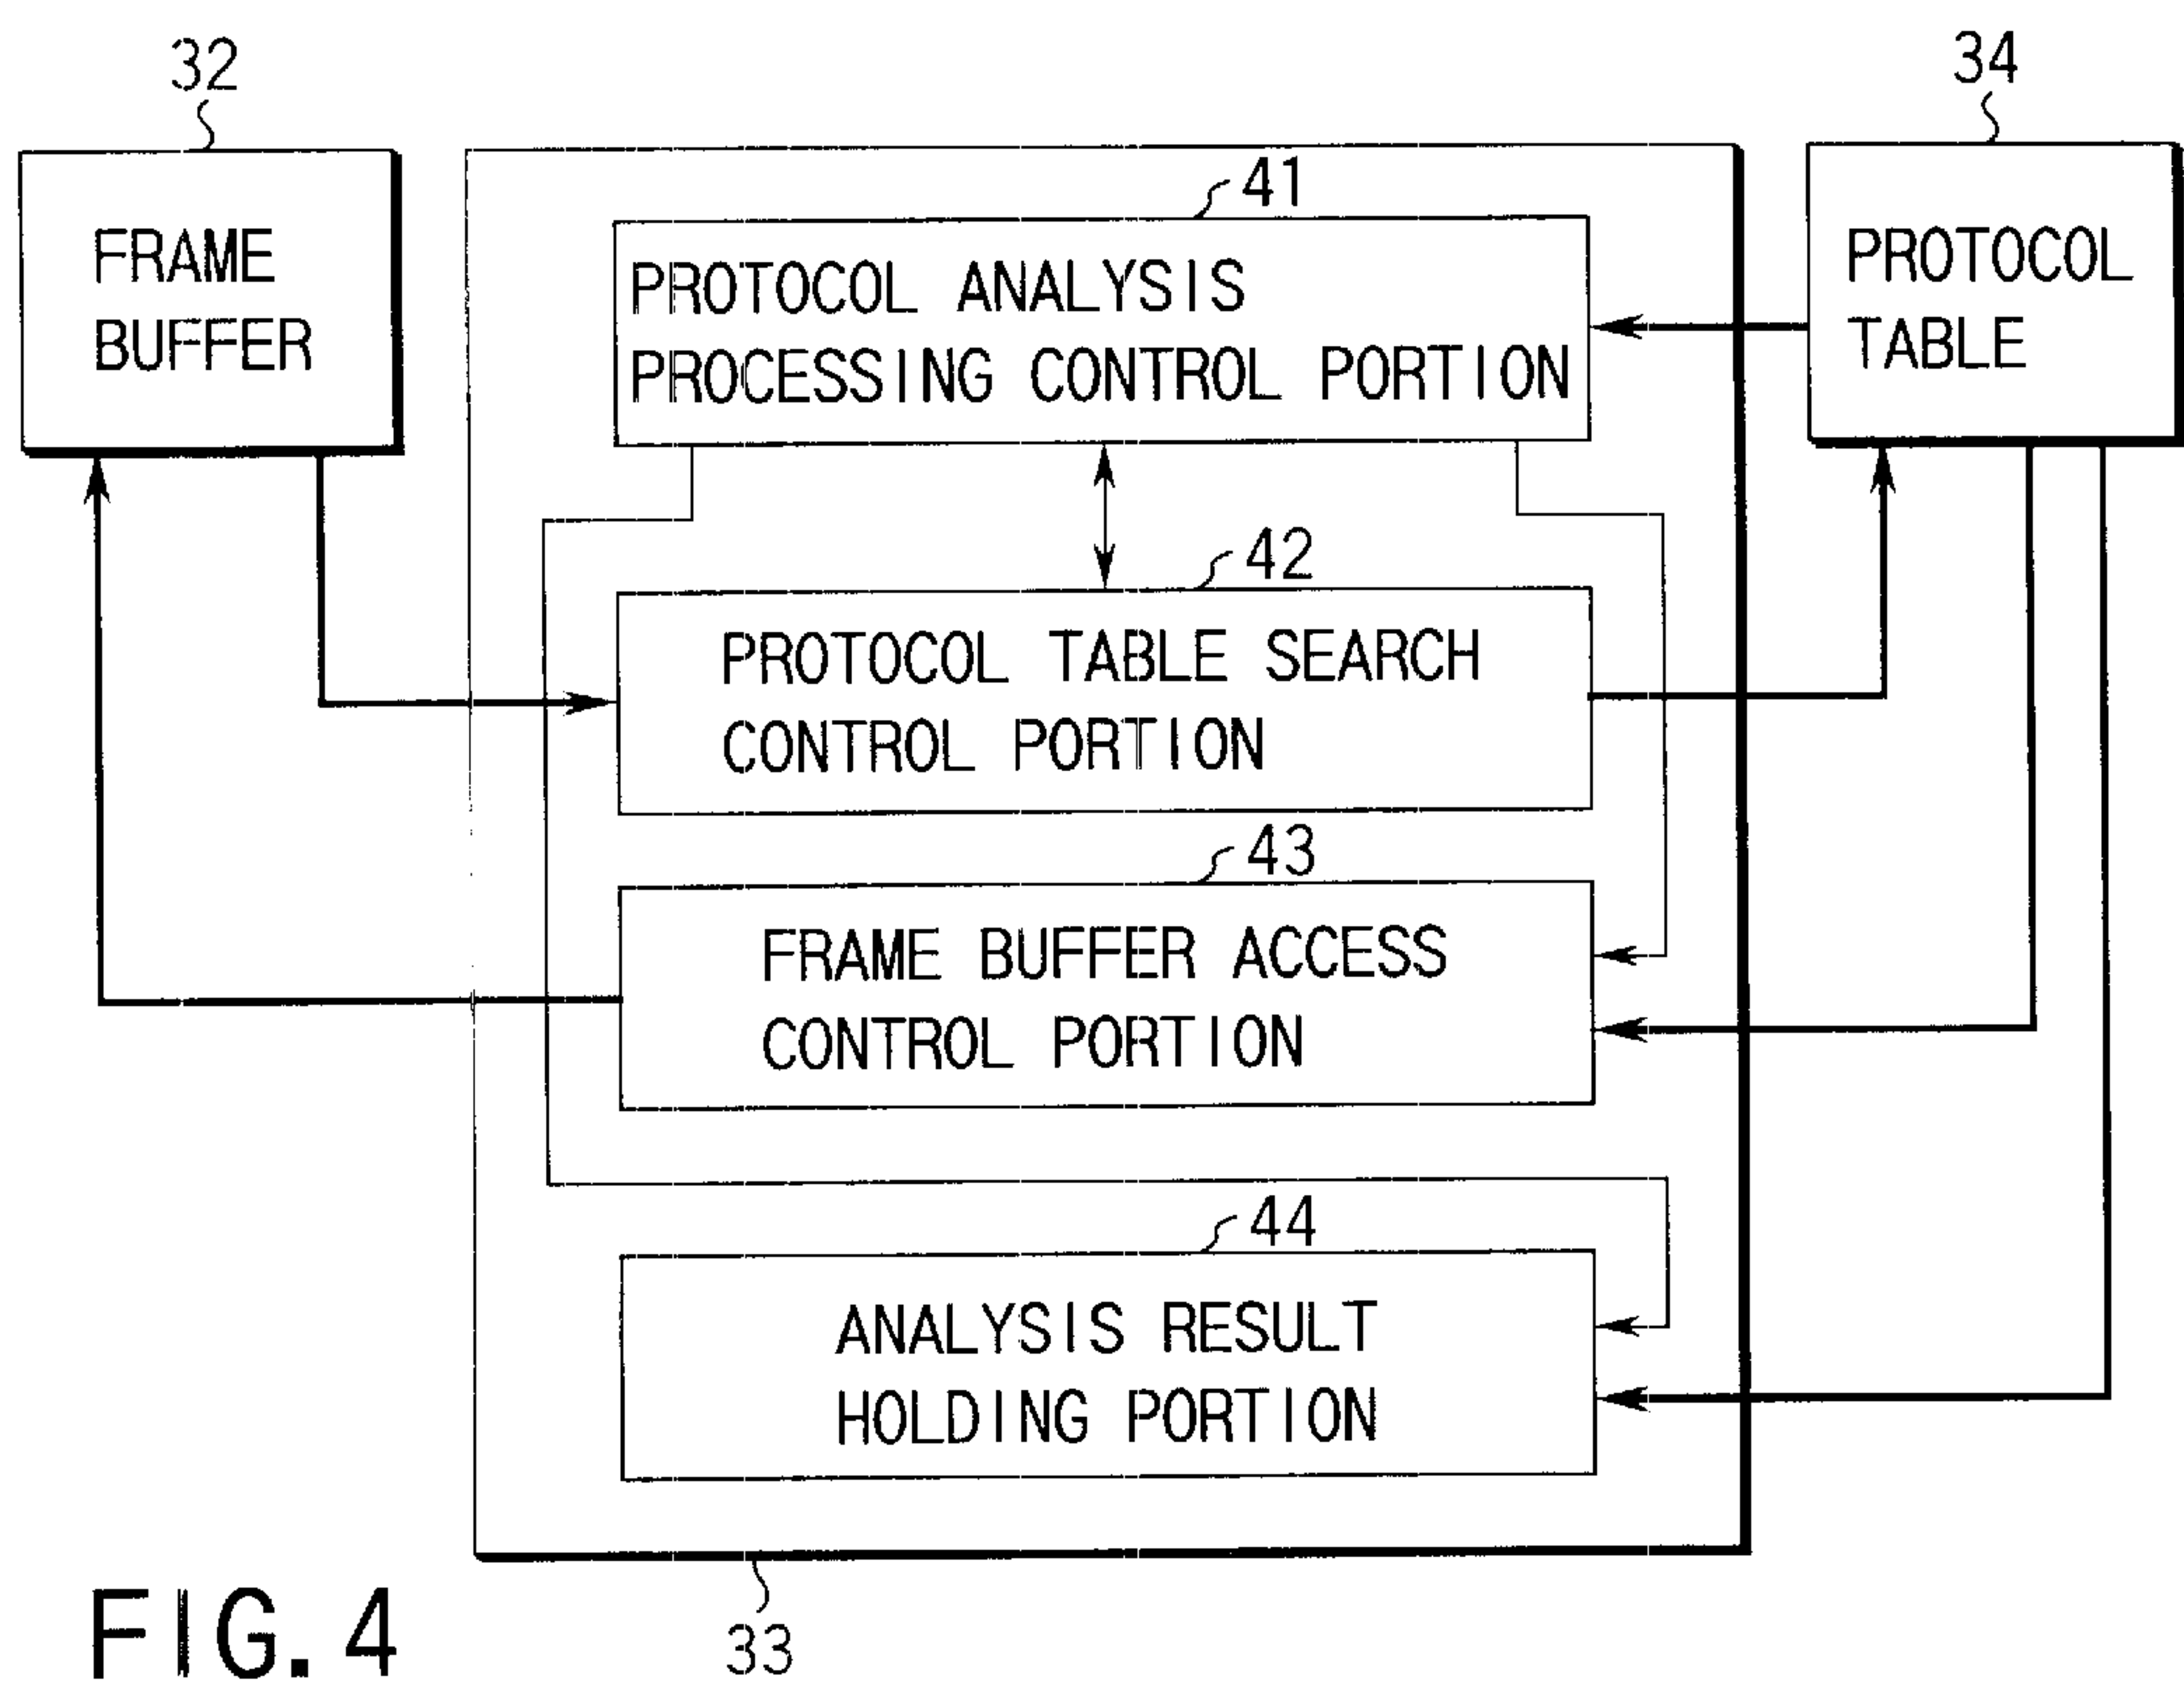 32
34
FRAME
BUFFER
41
PROTOCOL ANALYSIS
PROCESSING CONTROL PORTION
PROTOCOL
TABLE
42
PROTOCOL TABLE SEARCH
CONTROL PORTION
43
FRAME BUFFER ACCESS
CONTROL PORTION
44
ANALYSIS RESULT
HOLDING PORTION
33
FIG. 4